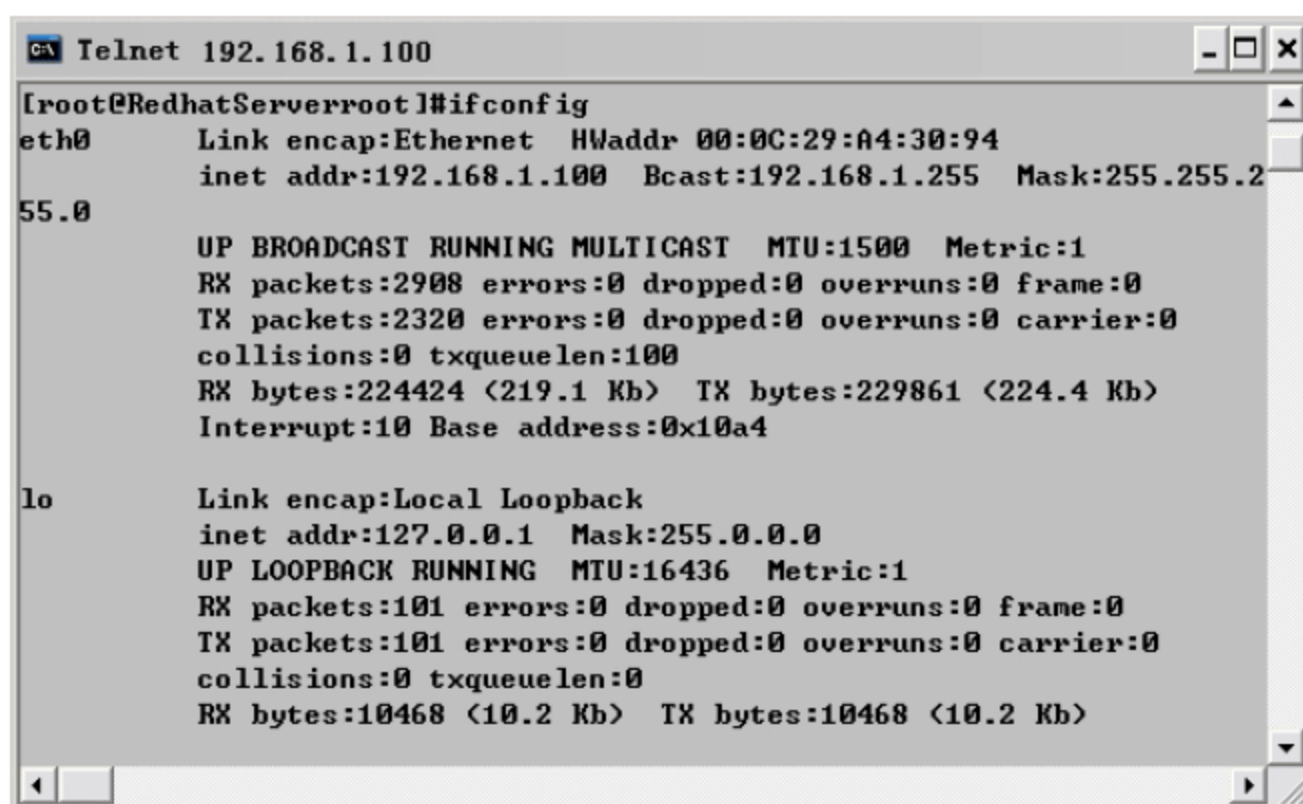 Telnet 192.168.1.100
[root@RedhatServerroot]#ifconfig
eth0 Link encap:Ethernet HWaddr 00:0C:29:A4:30:94
inet addr:192.168.1.100 Bcast:192.168.1.255 Mask:255.255.2
55.0
UP BROADCAST RUNNING MULTICAST MTU:1500 Metric:1
RX packets:2908 errors:0 dropped:0 overruns:0 frame:0
TX packets:2320 errors:0 dropped:0 overruns:0 carrier:0
collisions:0 txqueuelen:100
RX bytes:224424 (219.1 Kb) TX bytes:229861 (224.4 Kb)
Interrupt:10 Base address:0x10a4
lo Link encap:Local Loopback
inet addr:127.0.0.1 Mask:255.0.0.0
UP LOOPBACK RUNNING MTU:16436 Metric:1
RX packets:101 errors:0 dropped:0 overruns:0 frame:0
TX packets:101 errors:0 dropped:0 overruns:0 carrier:0
collisions:0 txqueuelen:0
RX bytes:10468 (10.2 Kb) TX bytes:10468 (10.2 Kb)